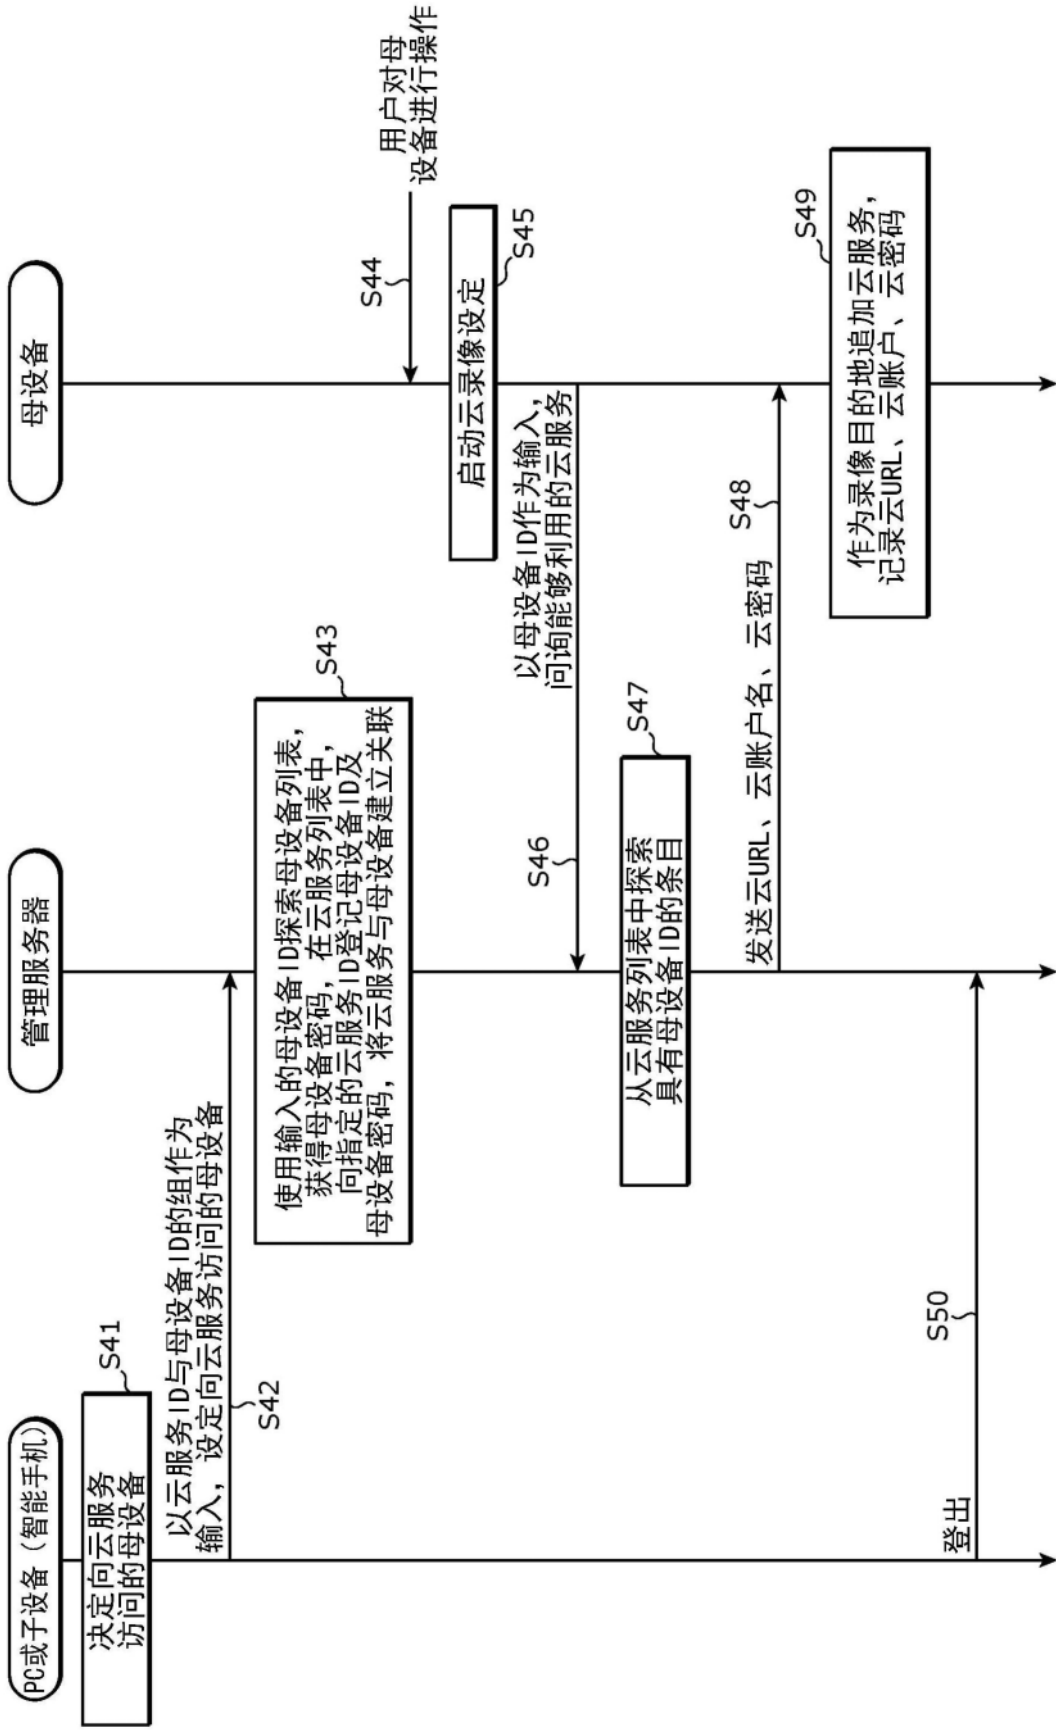 PC或子设备（智能手机）
管理服务器
母设备
决定向云服务
访问的母设备
S41
以云服务ID与母设备ID的组作为
输入，设定向云服务访问的母设备
S42
使用输入的母设备ID探索母设备列表，
获得母设备密码，在云服务列表中，
向指定的云服务ID登记母设备ID及
母设备密码，将云服务与母设备建立关联
S43
用户对母
设备进行操作
S44
启动云录像设定
S45
以母设备ID作为输入，
问询能够利用的云服务
S46
从云服务列表中探索
具有母设备ID的条目
S47
发送云URL、云账户名、云密码
S48
作为录像目的地追加云服务，
记录云URL、云账户、云密码
S49
登出
S50